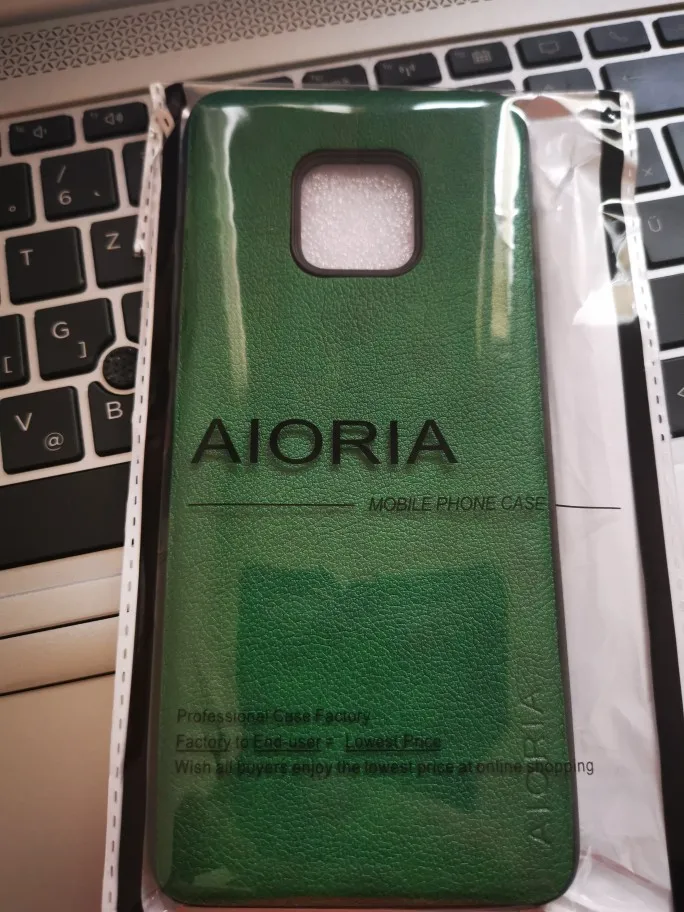 /
6
T
Z
G
]
[
V
@
B
Ü
AIORIA
MOBILE PHONE CASE
Professional Case Factory
Factory to End-user = Lowest Price
Wish all buyers enjoy the lowest price at online shopping
AIORIA